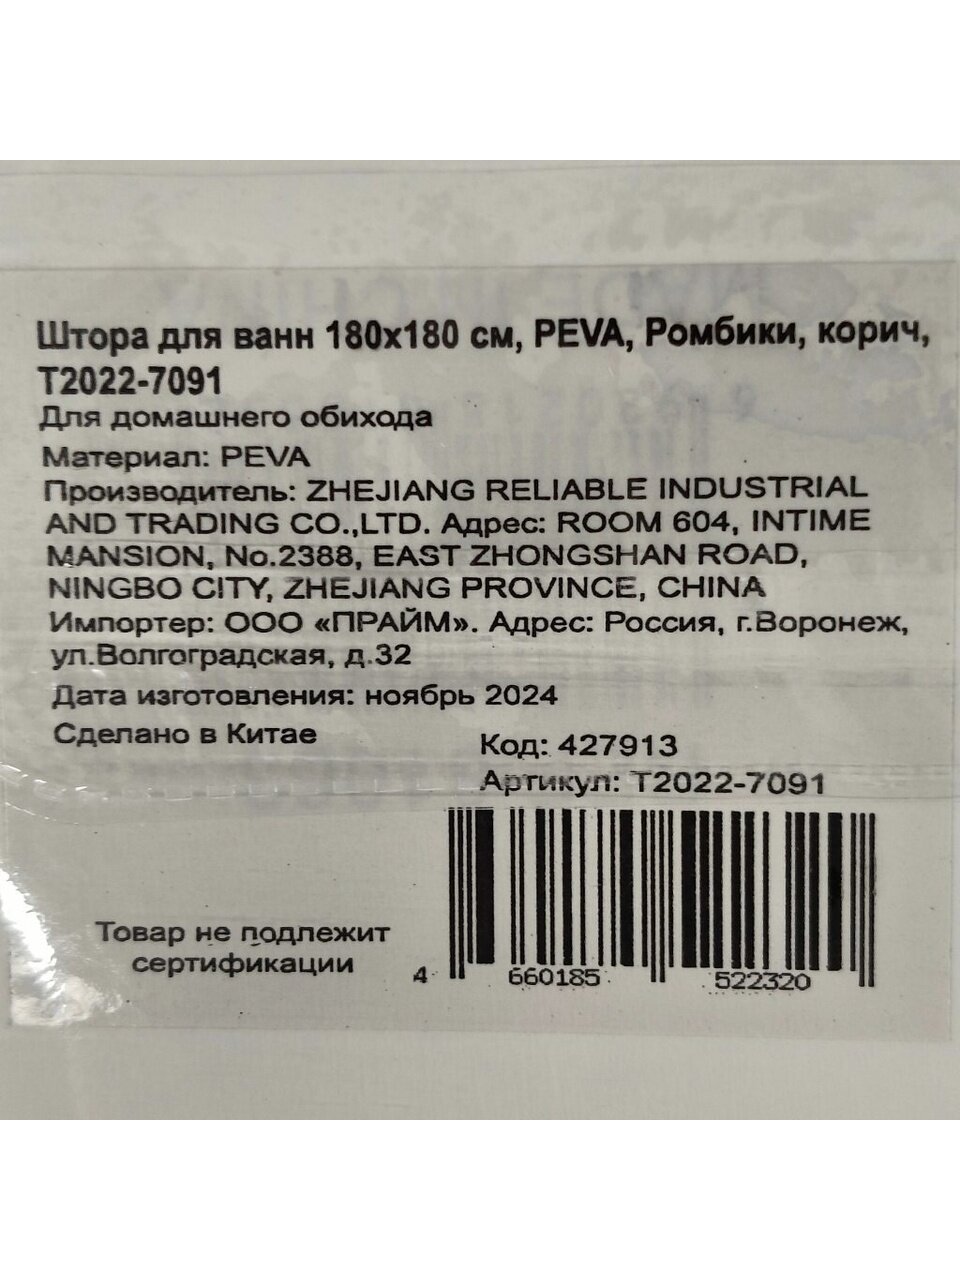 Штора для ванн 180х180 см, PEVA, Ромбики, корич,
Т2022-7091
Для домашнего обихода
Материал: PEVA
Производитель: ZHEJIANG RELIABLE INDUSTRIAL
AND TRADING CO.,LTD. Адрес: ROOM 604, INTIME
MANSION, No.2388, EAST ZHONGSHAN ROAD,
NINGBO CITY, ZHEJIANG PROVINCE, CHINA
Импортер: ООО «ПРАЙМ». Адрес: Россия, г.Воронеж,
ул.Волгоградская, д.32
Дата изготовления: ноябрь 2024
Сделано в Китае
Код: 427913
Артикул: Т2022-7091
Товар не подлежит
сертификации
4 660185 522320